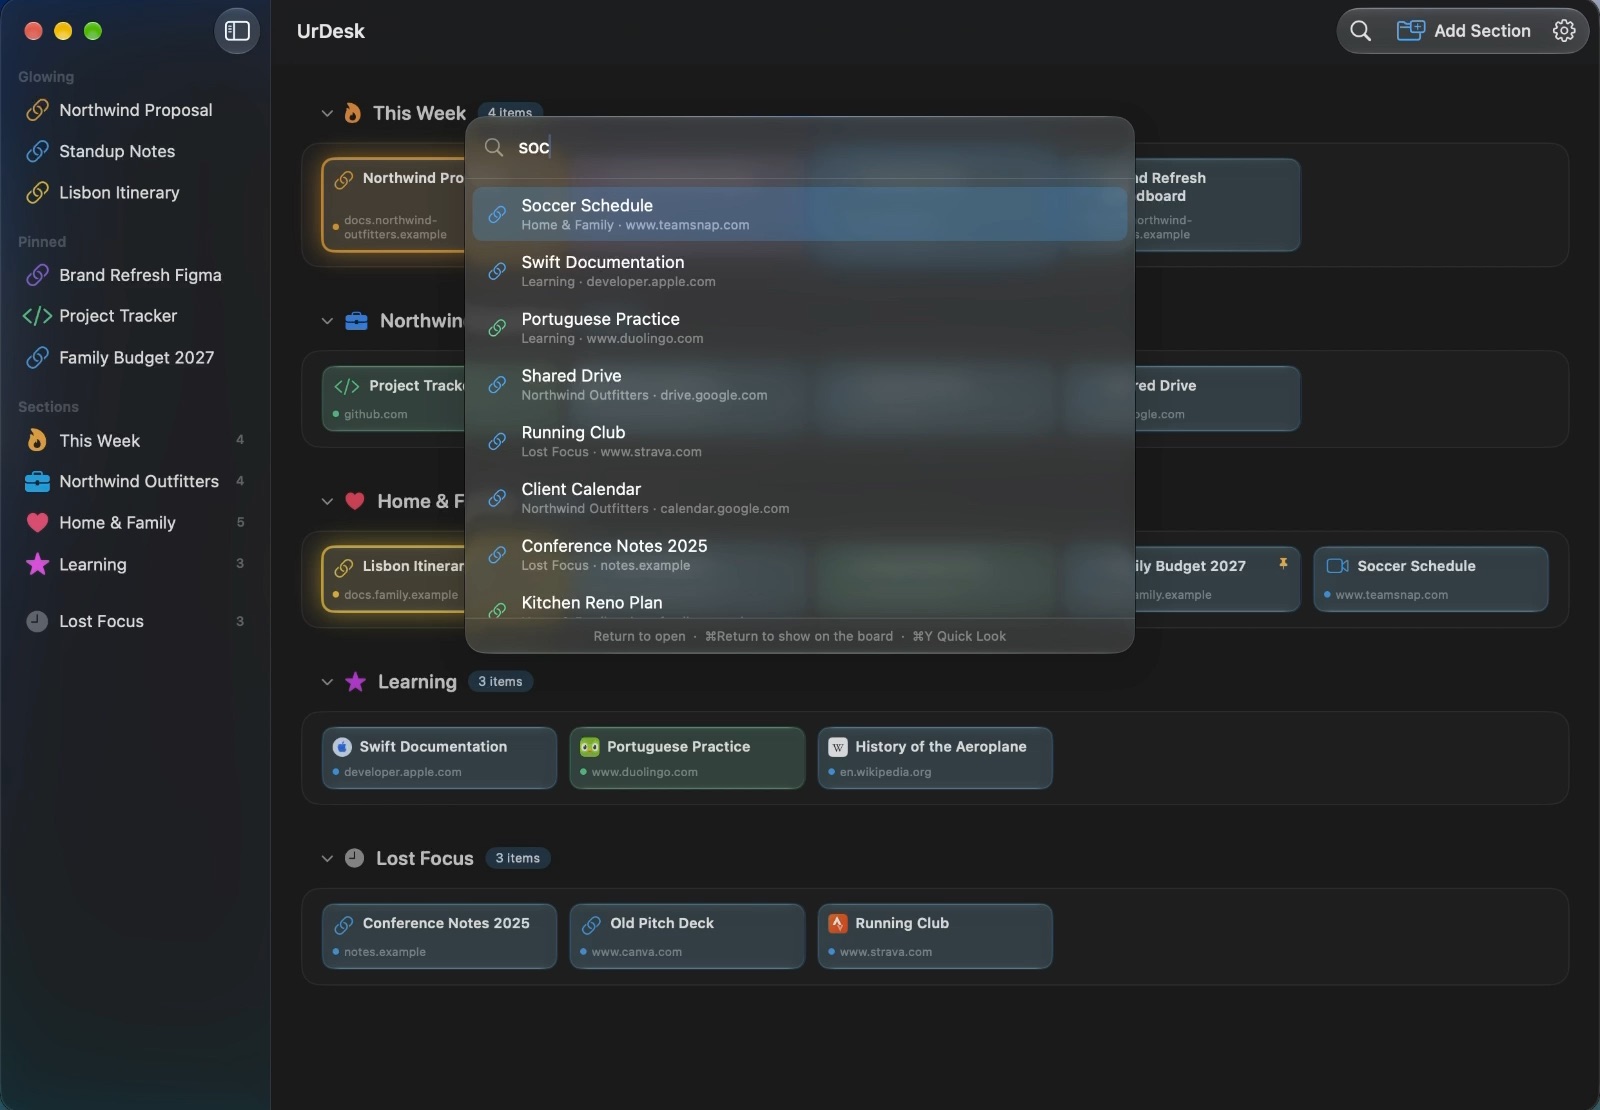 UrDesk
Add Section
Glowing
Northwind Proposal
Standup Notes
Lisbon Itinerary
Pinned
Brand Refresh Figma
Project Tracker
Family Budget 2027
Sections
This Week 4
Northwind Outfitters 4
Home & Family 5
Learning 3
Lost Focus 3
This Week 4 items
Northwind Pro
docs.northwind-
outfitters.example
d Refresh
dboard
orthwind-
s.example
soc
Soccer Schedule
Home & Family · www.teamsnap.com
Swift Documentation
Learning · developer.apple.com
Portuguese Practice
Learning · www.duolingo.com
Shared Drive
Northwind Outfitters · drive.google.com
Running Club
Lost Focus · www.strava.com
Client Calendar
Northwind Outfitters · calendar.google.com
Conference Notes 2025
Lost Focus · notes.example
Kitchen Reno Plan
Return to open · ⌘Return to show on the board · ⌘Y Quick Look
Northwin
Project Track
github.com
red Drive
ogle.com
Home & F
Lisbon Itinerar
docs.family.example
ily Budget 2027
amily.example
Soccer Schedule
www.teamsnap.com
Learning 3 items
Swift Documentation
developer.apple.com
Portuguese Practice
www.duolingo.com
W
History of the Aeroplane
en.wikipedia.org
Lost Focus 3 items
Conference Notes 2025
notes.example
Old Pitch Deck
www.canva.com
Running Club
www.strava.com